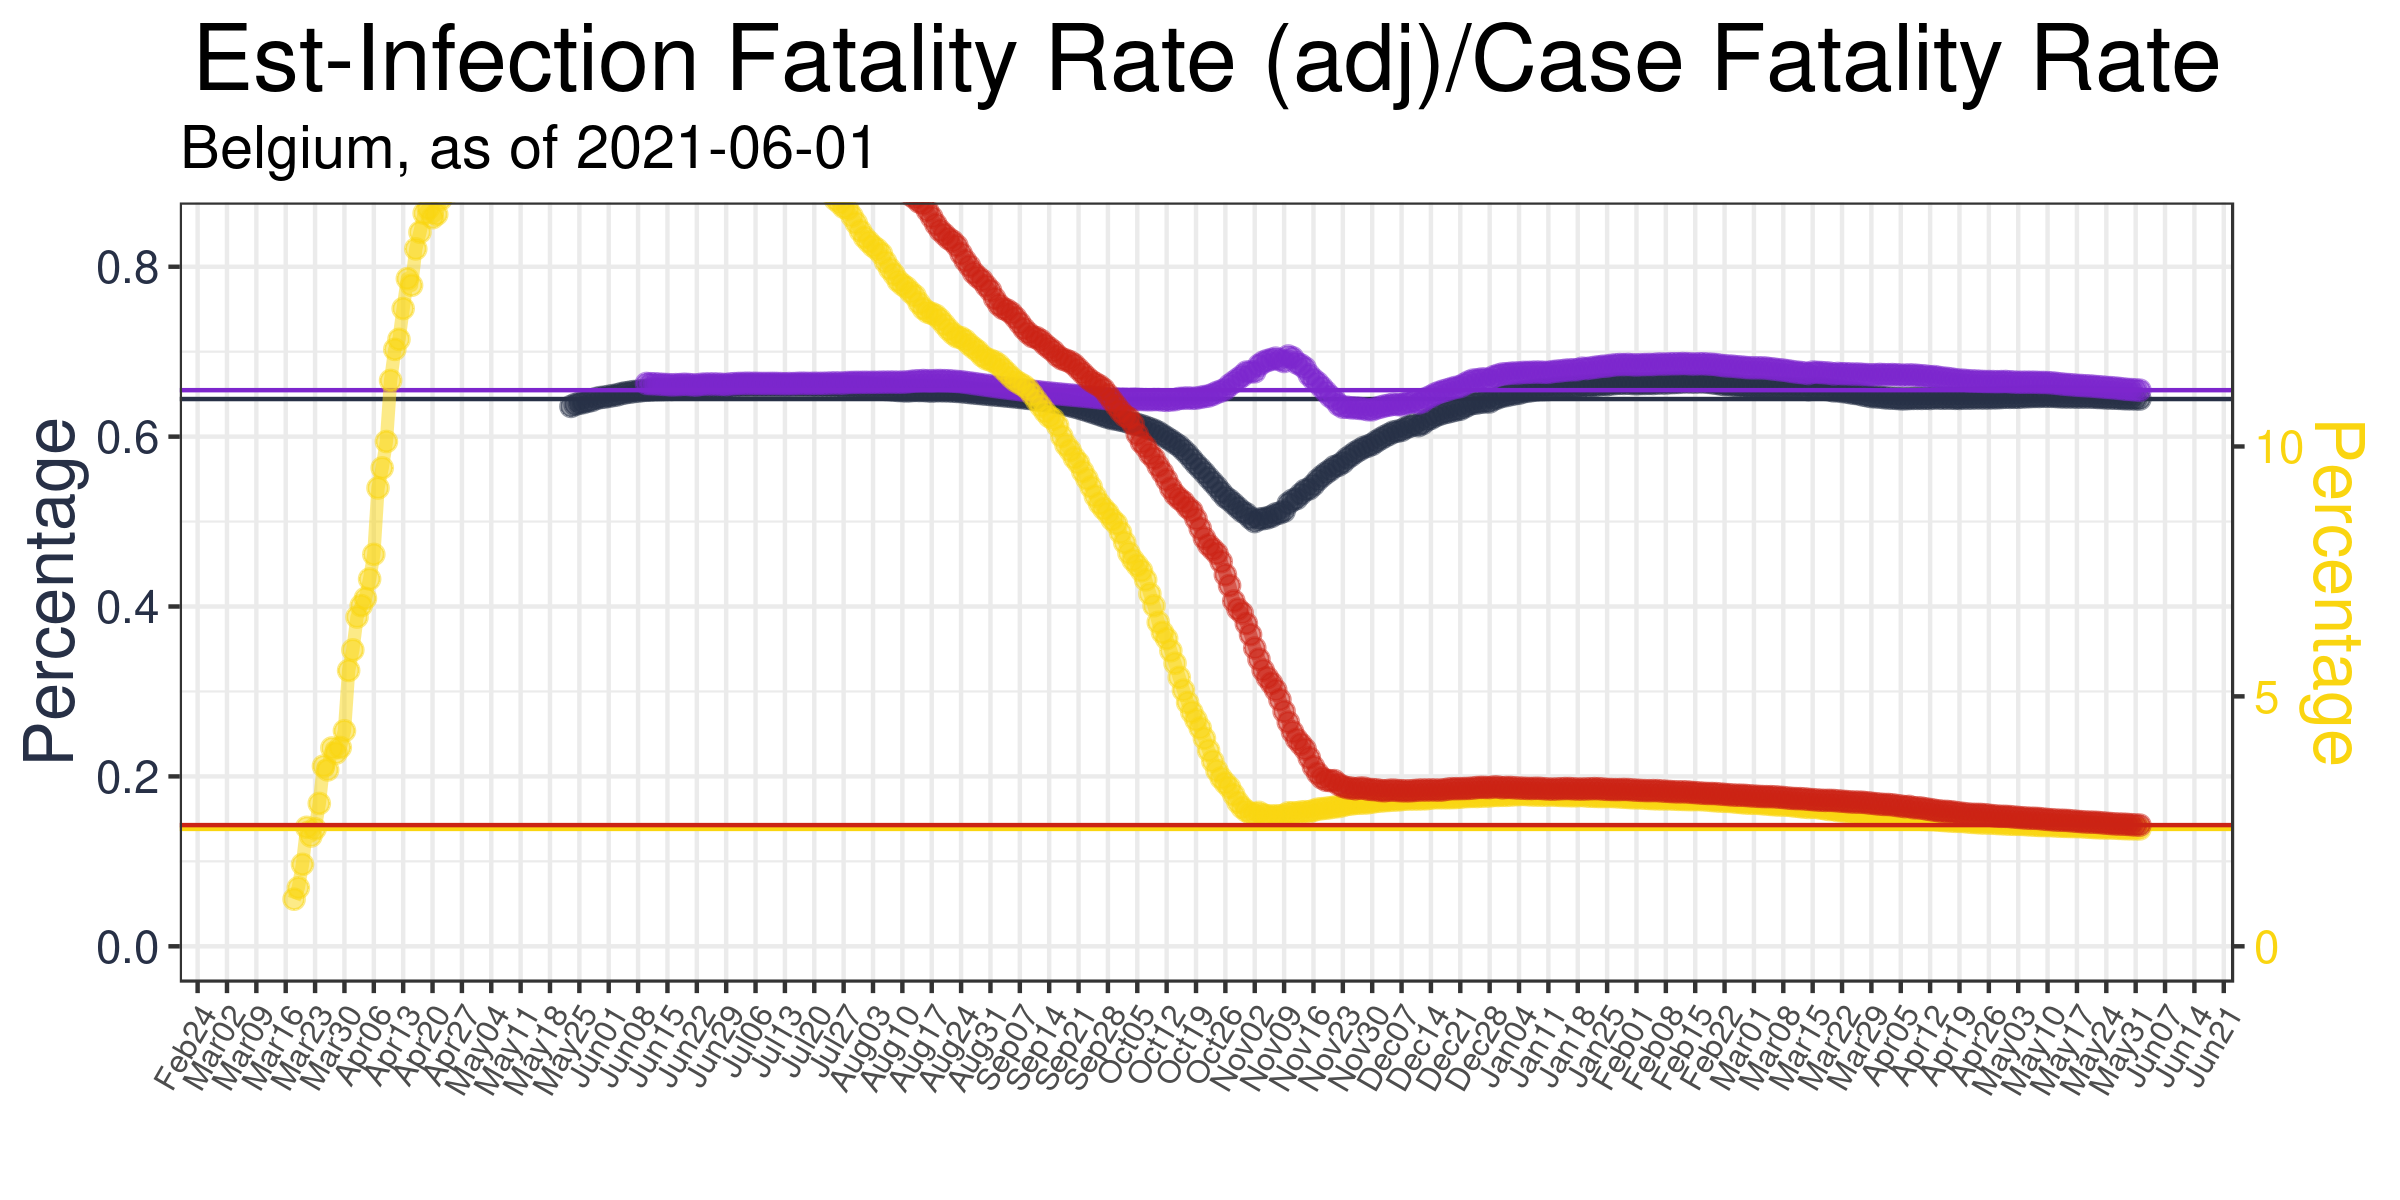 Est-Infection Fatality Rate (adj)/Case Fatality Rate
Belgium, as of 2021-06-01
Percentage
0.8
0.6
0.4
0.2
0.0
10
5
0
Percentage
Feb24
Mar02
Mar09
Mar16
Mar23
Mar30
Apr06
Apr13
Apr20
Apr27
May04
May11
May18
May25
Jun01
Jun08
Jun15
Jun22
Jun29
Jul06
Jul13
Jul20
Jul27
Aug03
Aug10
Aug17
Aug24
Aug31
Sep07
Sep14
Sep21
Sep28
Oct05
Oct12
Oct19
Oct26
Nov02
Nov09
Nov16
Nov23
Nov30
Dec07
Dec14
Dec21
Dec28
Jan04
Jan11
Jan18
Jan25
Feb01
Feb08
Feb15
Feb22
Mar01
Mar08
Mar15
Mar22
Mar29
Apr05
Apr12
Apr19
Apr26
May03
May10
May17
May24
May31
Jun07
Jun14
Jun21